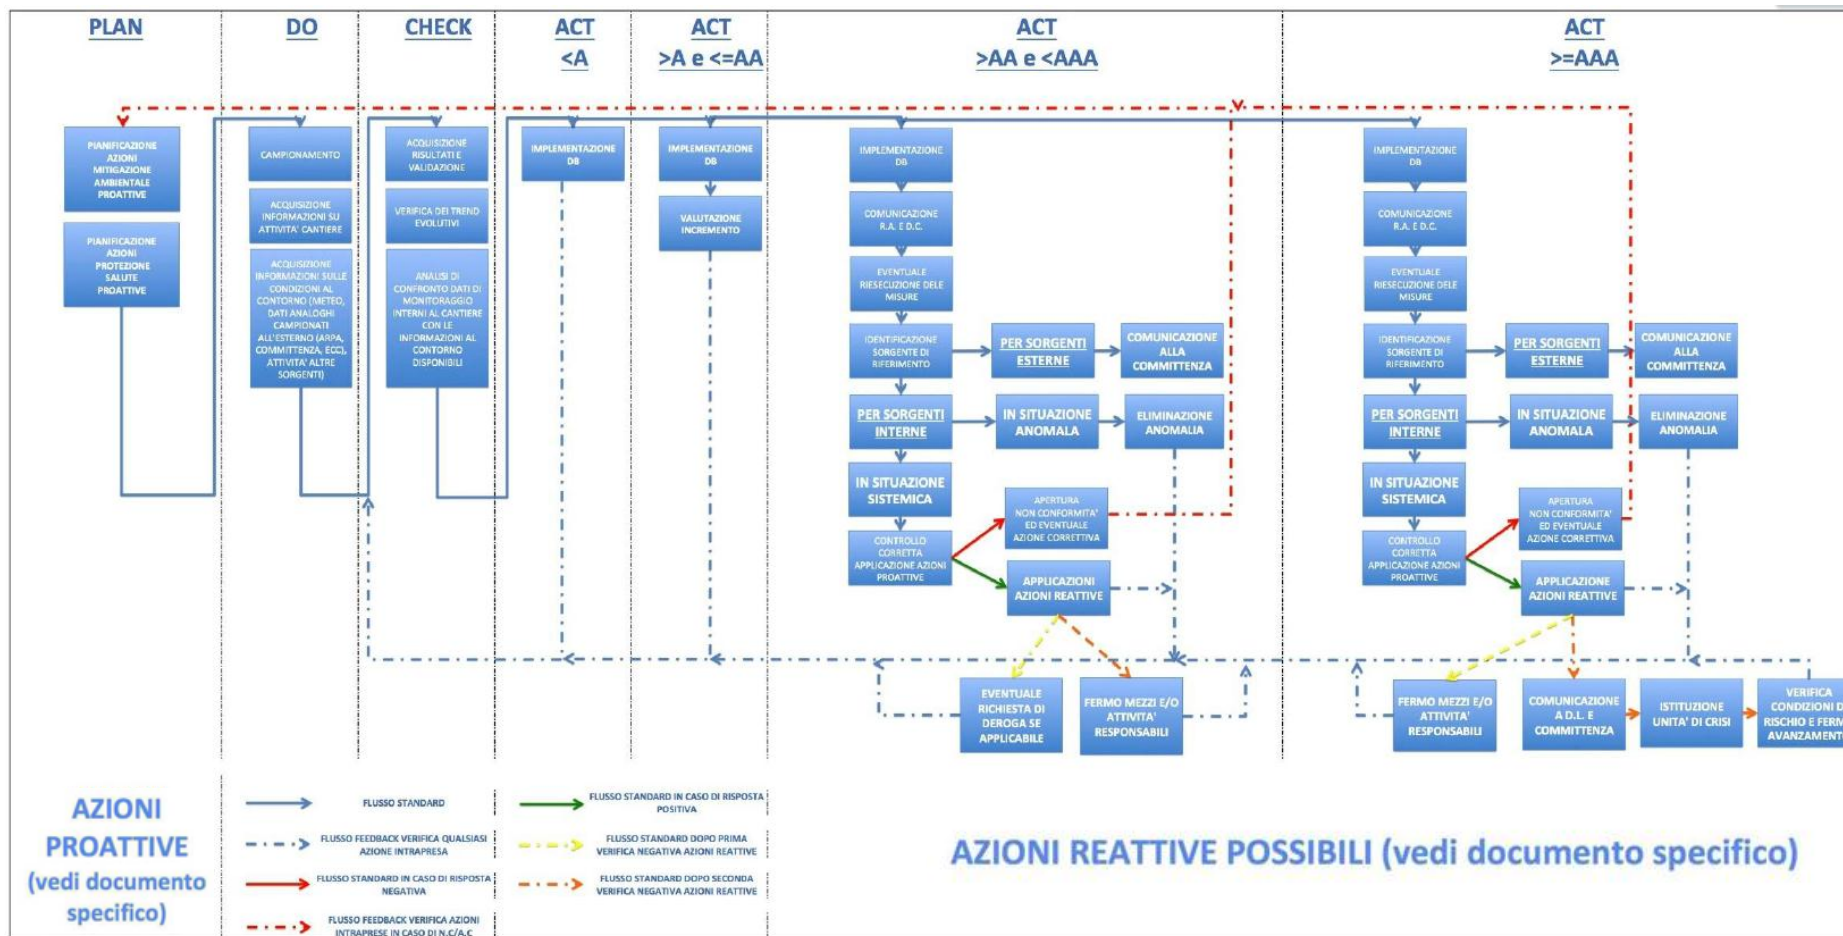 PLAN
DO
CHECK
ACT
<A
ACT
>A e <=AA
ACT
>AA e <AAA
ACT
>=AAA
PIANIFICAZIONE
AZIONI
MITIGAZIONE
AMBIENTALE
PROATTIVE
PIANIFICAZIONE
AZIONI
PROTEZIONE
SALUTE
PROATTIVE
CAMPIONAMENTO
ACQUISIZIONE
INFORMAZIONI SU
ATTIVITA' CANTIERE
ACQUISIZIONE
INFORMAZIONI SULLE
CONDIZIONI AL
CONTORNO (METEO,
DATI ANALOGHI
CAMPIONATI
ALL'ESTERNO (ARPA,
COMMITTENZA, ECC),
ATTIVITA' ALTRE
SORGENTI)
ACQUISIZIONE
RISULTATI E
VALIDAZIONE
VERIFICA DEI TREND
EVOLUTIVI
ANALISI DI
CONFRONTO DATI DI
MONITORAGGIO
INTERNI AL CANTIERE
CON LE
INFORMAZIONI AL
CONTORNO
DISPONIBILI
IMPLEMENTAZIONE
DB
IMPLEMENTAZIONE
DB
VALUTAZIONE
INCREMENTO
IMPLEMENTAZIONE
DB
COMUNICAZIONE
R.A. E D.C.
EVENTUALE
RIESECUZIONE DELE
MISURE
IDENTIFICAZIONE
SORGENTE DI
RIFERIMENTO
PER SORGENTI
ESTERNE
COMUNICAZIONE
ALLA
COMMITTENZA
PER SORGENTI
INTERNE
IN SITUAZIONE
ANOMALA
ELIMINAZIONE
ANOMALIA
IN SITUAZIONE
SISTEMICA
APERTURA
NON CONFORMITA'
ED EVENTUALE
AZIONE CORRETTIVA
CONTROLLO
CORRETTA
APPLICAZIONE AZIONI
PROATTIVE
APPLICAZIONI
AZIONI REATTIVE
EVENTUALE
RICHIESTA DI
DEROGA SE
APPLICABILE
FERMO MEZZI E/O
ATTIVITA'
RESPONSABILI
IMPLEMENTAZIONE
DB
COMUNICAZIONE
R.A. E D.C.
EVENTUALE
RIESECUZIONE DELE
MISURE
IDENTIFICAZIONE
SORGENTE DI
RIFERIMENTO
PER SORGENTI
ESTERNE
COMUNICAZIONE
ALLA
COMMITTENZA
PER SORGENTI
INTERNE
IN SITUAZIONE
ANOMALA
ELIMINAZIONE
ANOMALIA
IN SITUAZIONE
SISTEMICA
APERTURA
NON CONFORMITA'
ED EVENTUALE
AZIONE CORRETTIVA
CONTROLLO
CORRETTA
APPLICAZIONE AZIONI
PROATTIVE
APPLICAZIONE
AZIONI REATTIVE
FERMO MEZZI E/O
ATTIVITA'
RESPONSABILI
COMUNICAZIONE
A D.L. E
COMMITTENZA
ISTITUZIONE
UNITA' DI CRISI
VERIFICA
CONDIZIONI D
RISCHIO E FERM
AVANZAMENT
AZIONI
PROATTIVE
(vedi documento
specifico)
FLUSSO STANDARD
FLUSSO FEEDBACK VERIFICA QUALSIASI
AZIONE INTRAPRESA
FLUSSO STANDARD IN CASO DI RISPOSTA
NEGATIVA
FLUSSO FEEDBACK VERIFICA AZIONI
INTRAPRESE IN CASO DI N.C/A.C
FLUSSO STANDARD IN CASO DI RISPOSTA
POSITIVA
FLUSSO STANDARD DOPO PRIMA
VERIFICA NEGATIVA AZIONI REATTIVE
FLUSSO STANDARD DOPO SECONDA
VERIFICA NEGATIVA AZIONI REATTIVE
AZIONI REATTIVE POSSIBILI (vedi documento specifico)